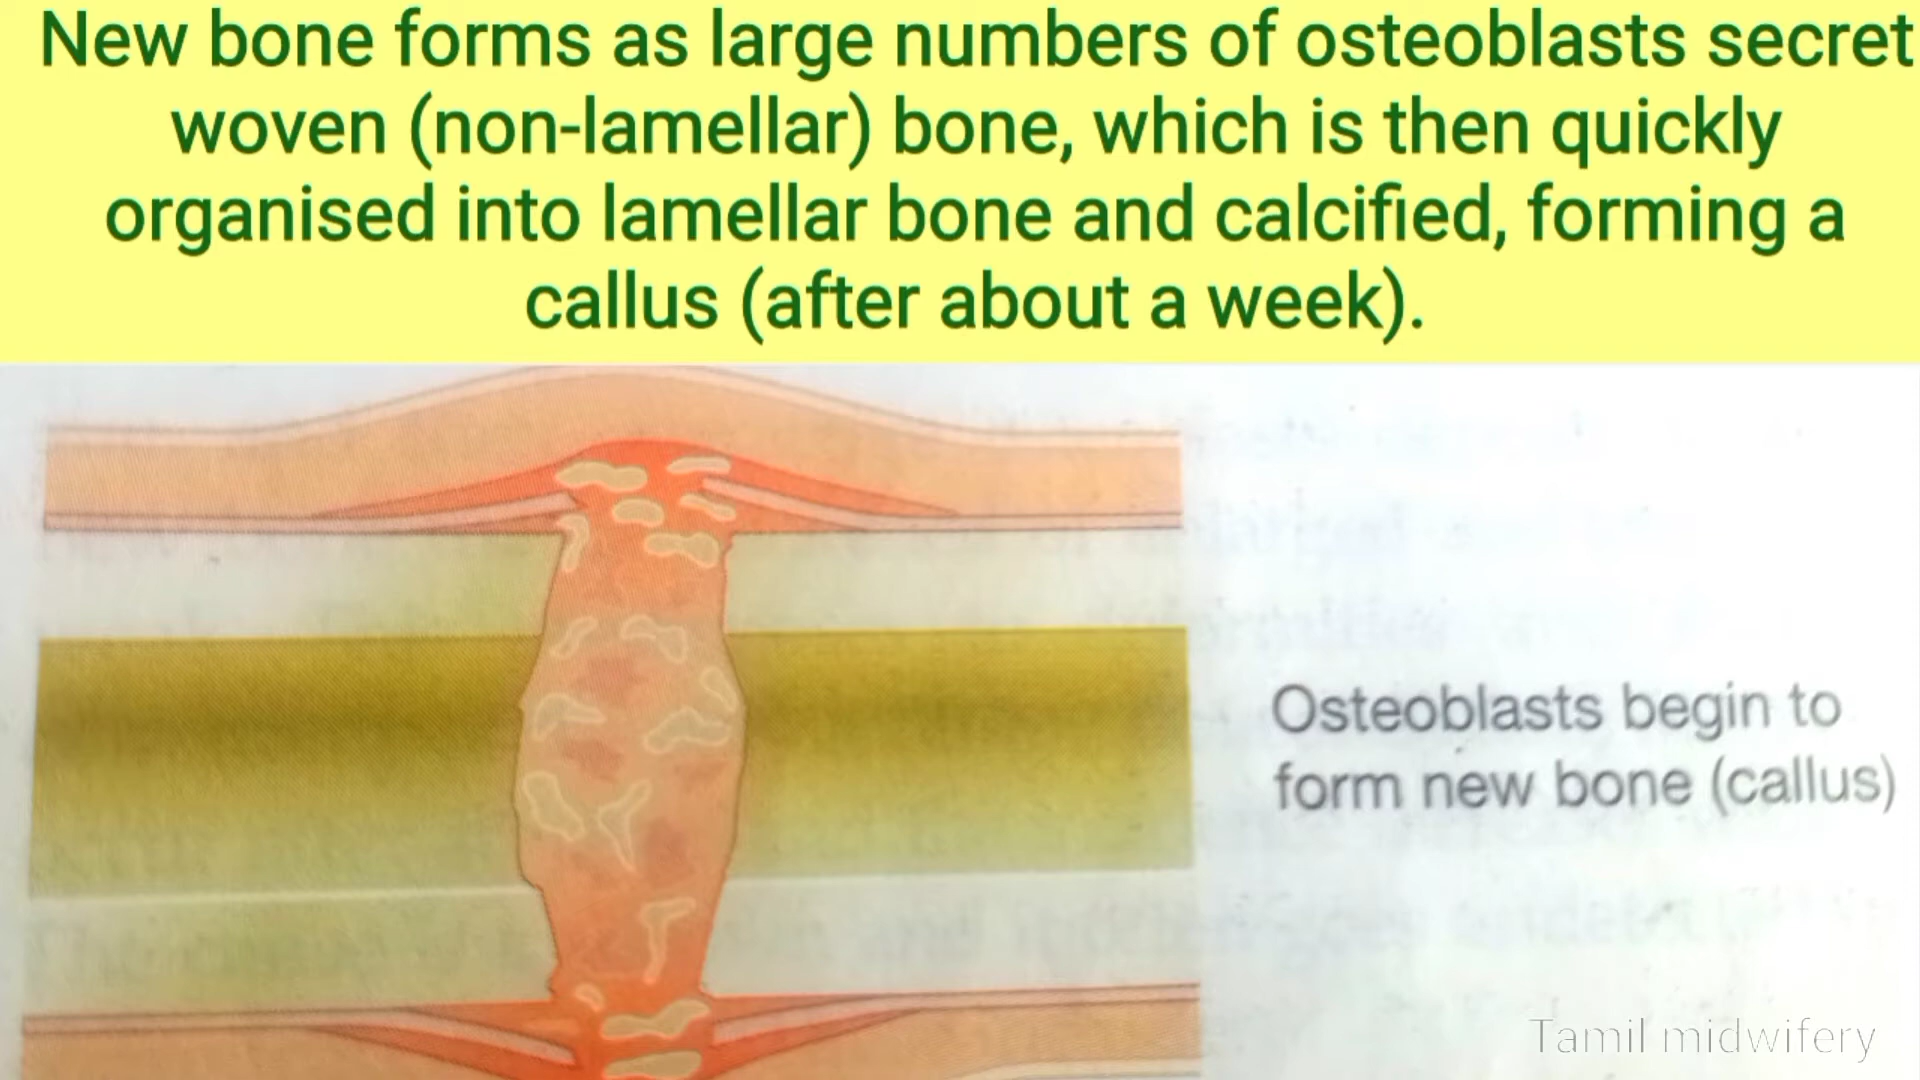 New bone forms as large numbers of osteoblasts secret
woven (non-lamellar) bone, which is then quickly
organised into lamellar bone and calcified, forming a
callus (after about a week).
Osteoblasts begin to
form new bone (callus)
Tamil midwifery